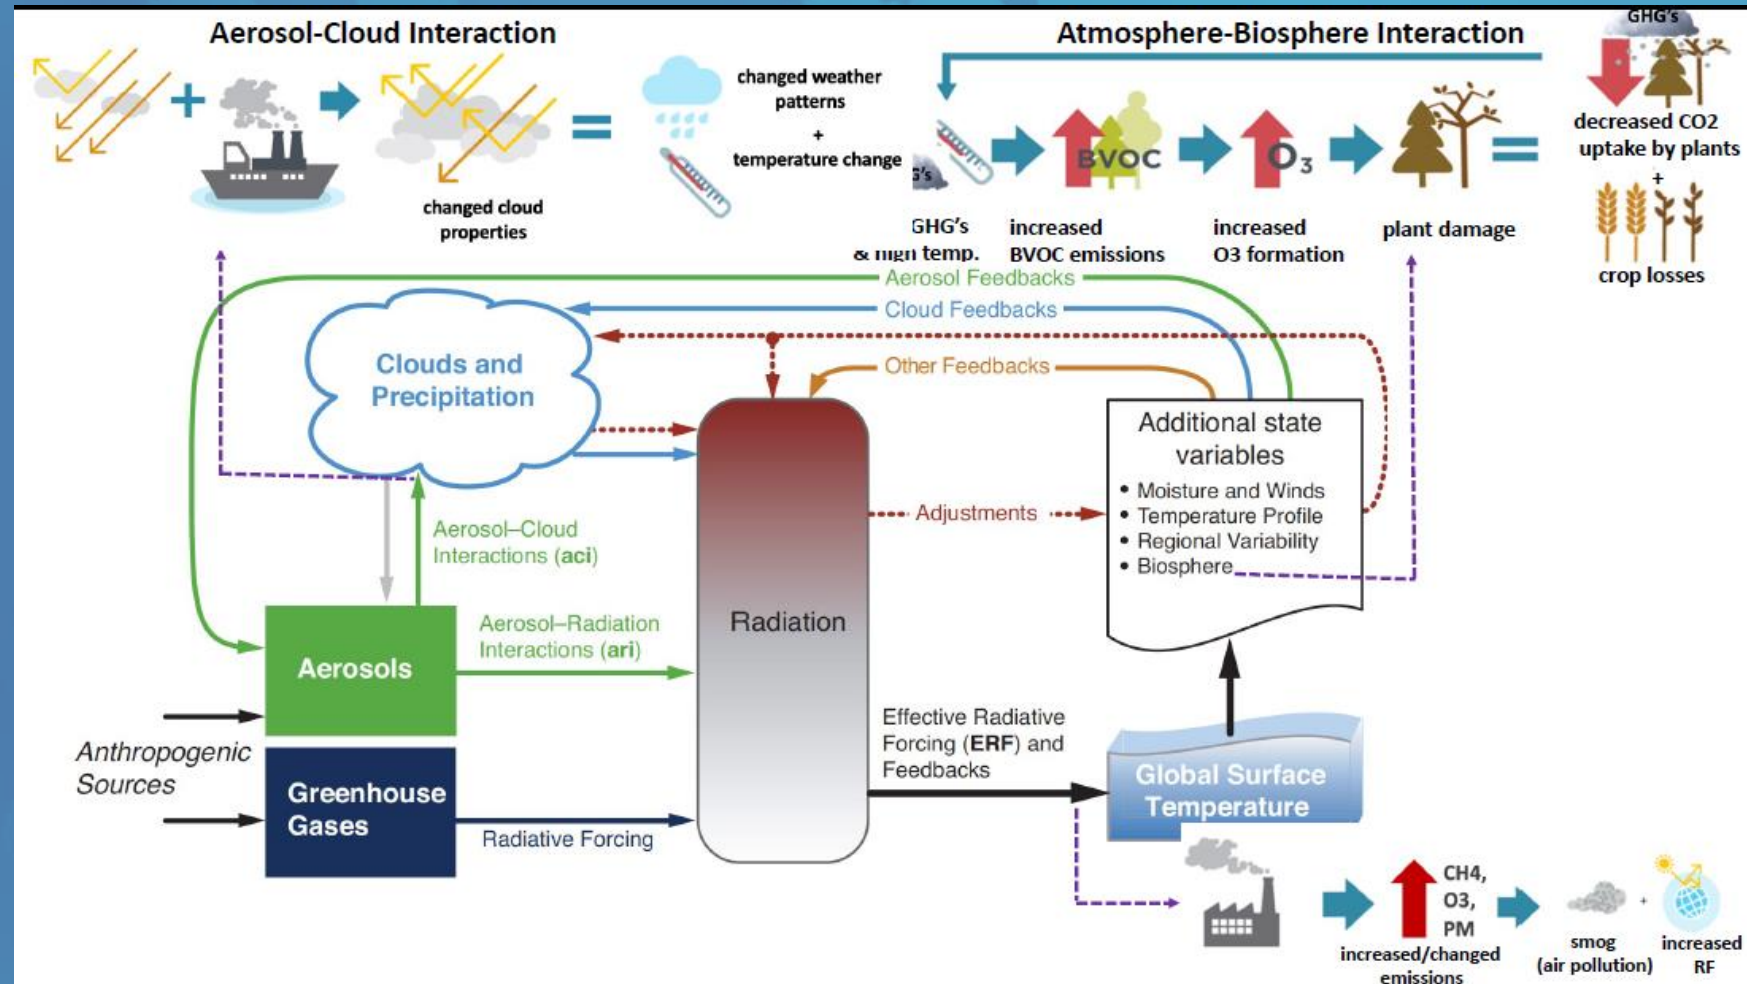 Aerosol-Cloud Interaction
changed cloud
properties
changed weather
patterns
+
temperature change
Atmosphere-Biosphere Interaction
GHG's
& high temp.
BVOC
increased
BVOC emissions
O3
increased
O3 formation
plant damage
GHG's
decreased CO2
uptake by plants
+
crop losses
Aerosol Feedbacks
Cloud Feedbacks
Other Feedbacks
Clouds and
Precipitation
Aerosol–Cloud
Interactions (aci)
Aerosols
Aerosol–Radiation
Interactions (ari)
Anthropogenic
Sources
Greenhouse
Gases
Radiative Forcing
Radiation
Adjustments
Additional state
variables
• Moisture and Winds
• Temperature Profile
• Regional Variability
• Biosphere
Effective Radiative
Forcing (ERF) and
Feedbacks
Global Surface
Temperature
CH4,
O3,
PM
increased/changed
emissions
smog
(air pollution)
+
increased
RF